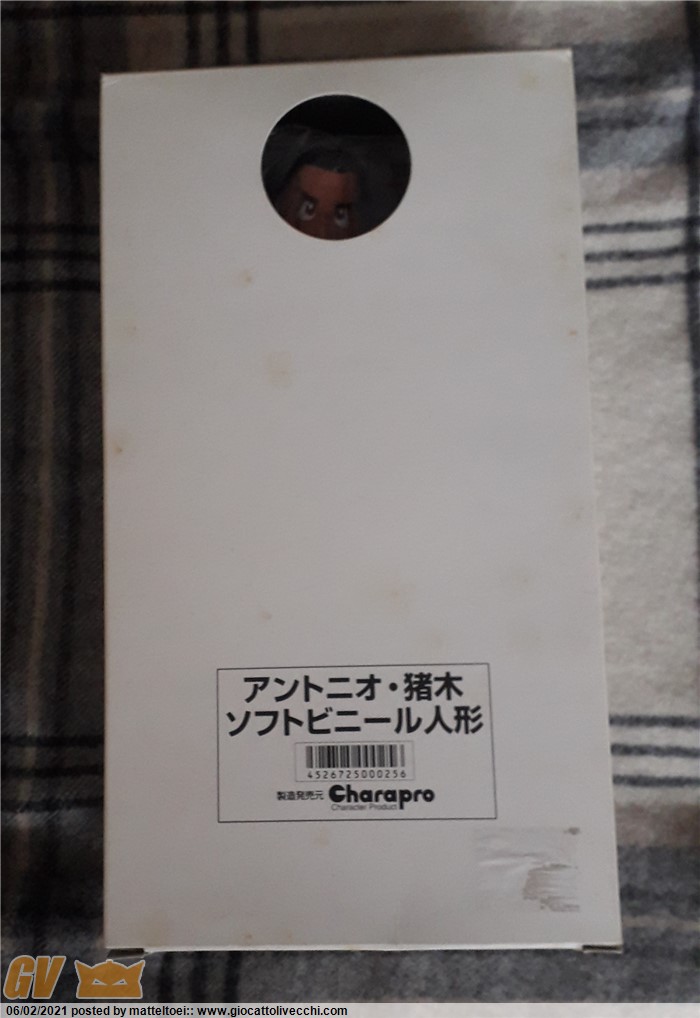 アントニオ・猪木
ソフトビニール人形
4526725000256
製造発売元 Charapro
Character Product
GV
06/02/2021 posted by matteltoei:: www.giocattolivecchi.com